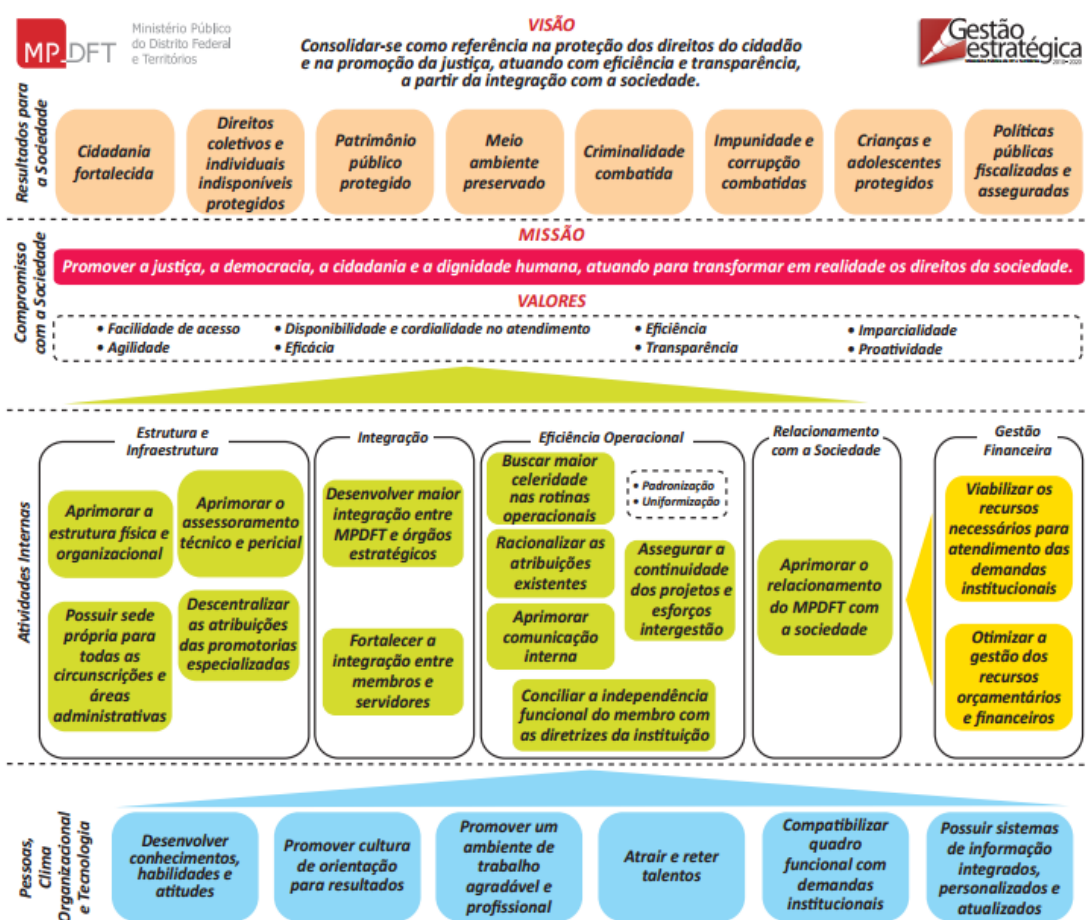 MP_DFT
Ministério Público
do Distrito Federal
e Territórios
VISÃO
Consolidar-se como referência na proteção dos direitos do cidadão
e na promoção da justiça, atuando com eficiência e transparência,
a partir da integração com a sociedade.
Gestão
estratégica
Resultados para
a Sociedade
Cidadania
fortalecida
Direitos
coletivos e
individuais
indisponíveis
protegidos
Patrimônio
público
protegido
Meio
ambiente
preservado
Criminalidade
combatida
Impunidade e
corrupção
combatidas
Crianças e
adolescentes
protegidos
Políticas
públicas
fiscalizadas e
asseguradas
Compromisso
com a Sociedade
MISSÃO
Promover a justiça, a democracia, a cidadania e a dignidade humana, atuando para transformar em realidade os direitos da sociedade.
VALORES
• Facilidade de acesso
• Agilidade
• Disponibilidade e cordialidade no atendimento
• Eficácia
• Eficiência
• Transparência
• Imparcialidade
• Proatividade
Atividades Internas
Estrutura e
Infraestrutura
Aprimorar a
estrutura física e
organizacional
Aprimorar o
assessoramento
técnico e pericial
Possuir sede
própria para
todas as
circunscrições e
áreas
administrativas
Descentralizar
as atribuições
das promotorias
especializadas
Integração
Desenvolver maior
integração entre
MPDFT e órgãos
estratégicos
Fortalecer a
integração entre
membros e
servidores
Eficiência Operacional
Buscar maior
celeridade
nas rotinas
operacionais
• Padronização
• Uniformização
Racionalizar as
atribuições
existentes
Assegurar a
continuidade
dos projetos e
esforços
intergestão
Aprimorar
comunicação
interna
Conciliar a independência
funcional do membro com
as diretrizes da instituição
Relacionamento
com a Sociedade
Aprimorar o
relacionamento
do MPDFT com
a sociedade
Gestão
Financeira
Viabilizar os
recursos
necessários para
atendimento das
demandas
institucionais
Otimizar a
gestão dos
recursos
orçamentários
e financeiros
Pessoas,
Clima
Organizacional
e Tecnologia
Desenvolver
conhecimentos,
habilidades e
atitudes
Promover cultura
de orientação
para resultados
Promover um
ambiente de
trabalho
agradável e
profissional
Atrair e reter
talentos
Compatibilizar
quadro
funcional com
demandas
institucionais
Possuir sistemas
de informação
integrados,
personalizados e
atualizados